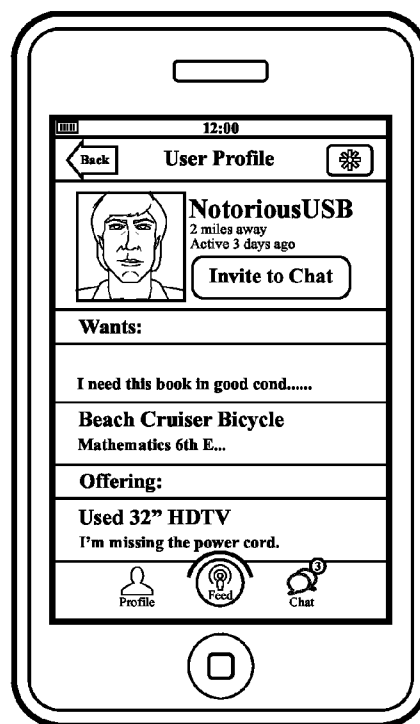 12:00
Back
User Profile
NotoriousUSB
2 miles away
Active 3 days ago
Invite to Chat
Wants:
I need this book in good cond......
Beach Cruiser Bicycle
Mathematics 6th E...
Offering:
Used 32” HDTV
I'm missing the power cord.
3
Profile
Feed
Chat